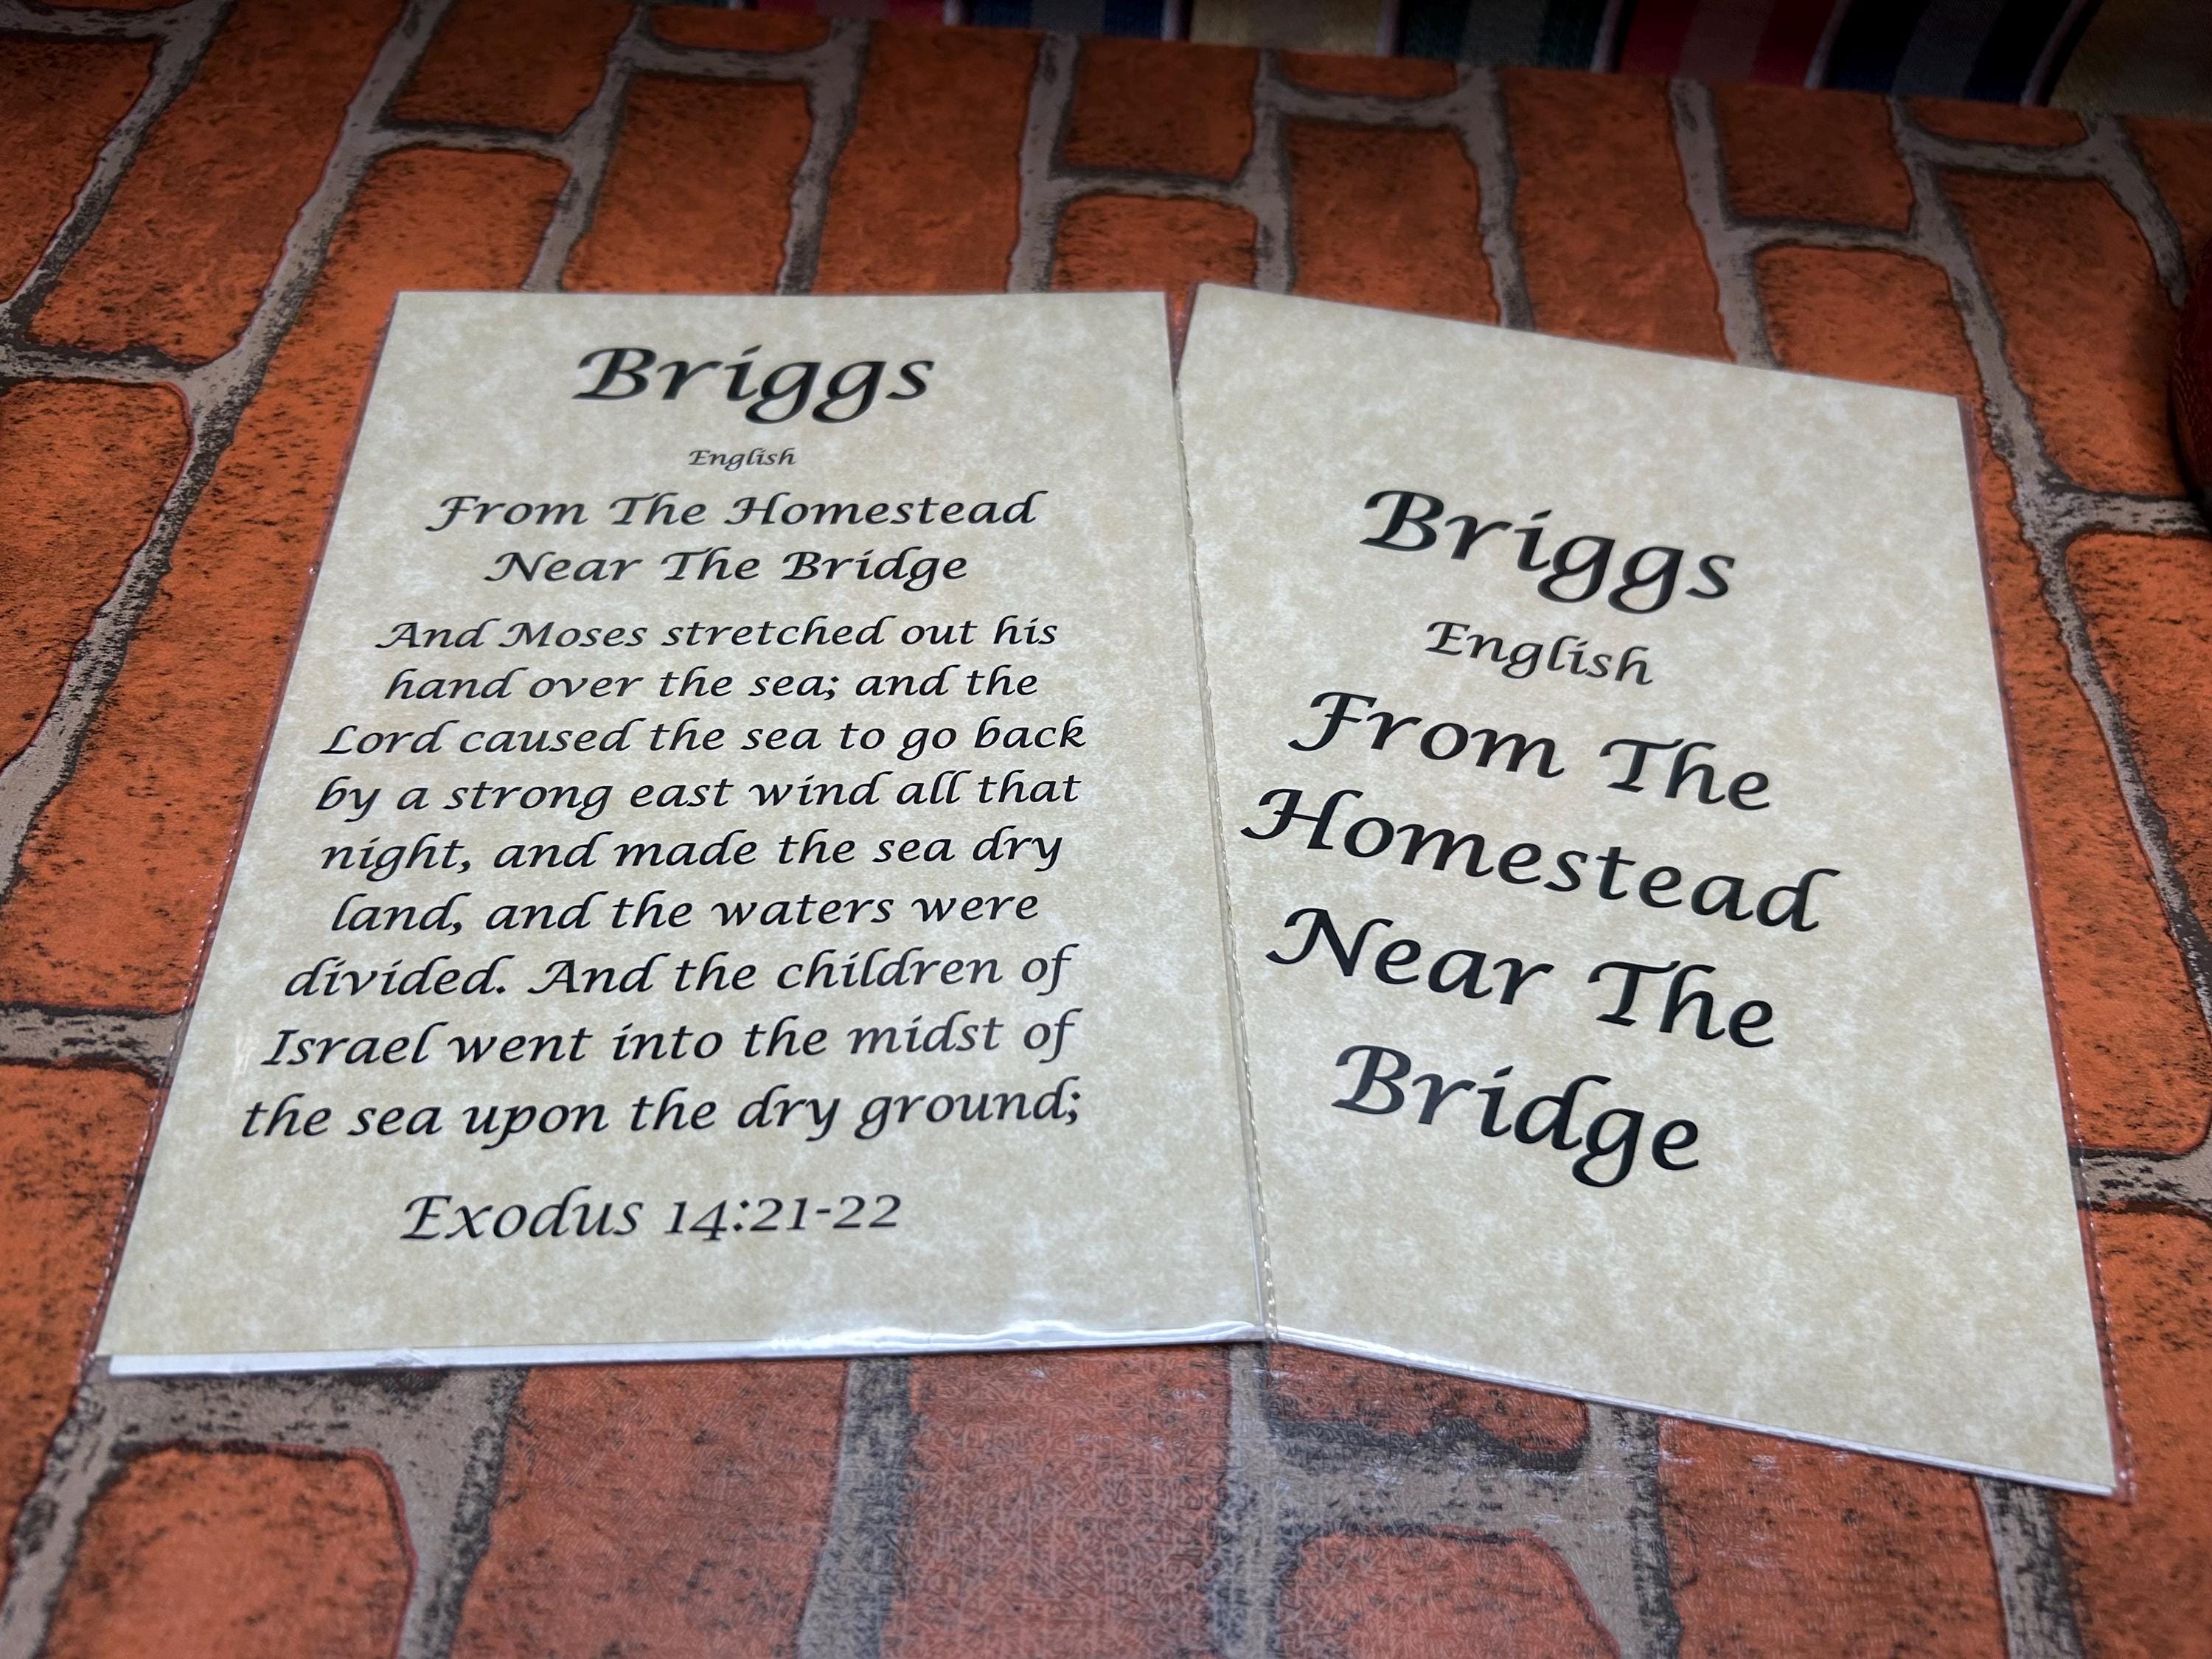 Briggs
English
From The Homestead
Near The Bridge
And Moses stretched out his
hand over the sea; and the
Lord caused the sea to go back
by a strong east wind all that
night, and made the sea dry
land, and the waters were
divided. And the children of
Israel went into the midst of
the sea upon the dry ground;
Exodus 14:21-22
Briggs
English
From The
Homestead
Near The
Bridge